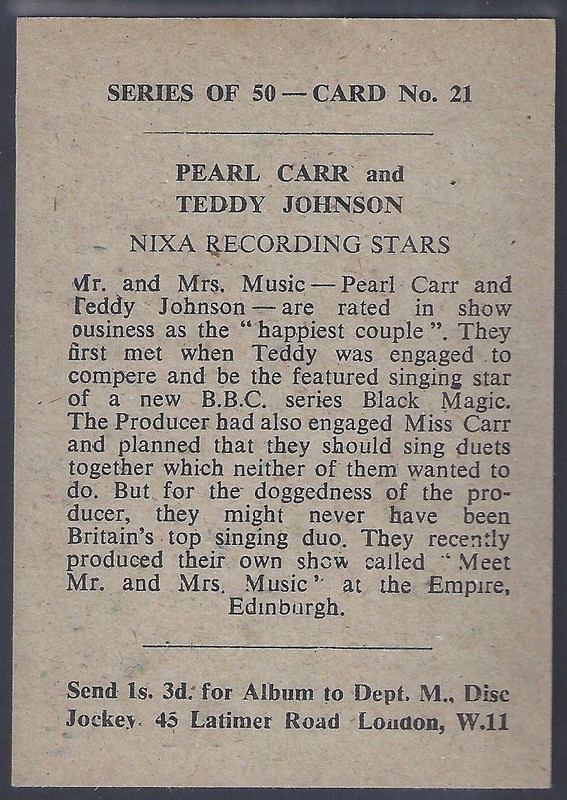 SERIES OF 50 — CARD No. 21
PEARL CARR and
TEDDY JOHNSON
NIXA RECORDING STARS
Mr. and Mrs. Music — Pearl Carr and
Teddy Johnson — are rated in show
business as the "happiest couple". They
first met when Teddy was engaged to
compere and be the featured singing star
of a new B.B.C. series Black Magic.
The Producer had also engaged Miss Carr
and planned that they should sing duets
together which neither of them wanted to
do. But for the doggedness of the pro-
ducer, they might never have been
Britain's top singing duo. They recently
produced their own show called "Meet
Mr. and Mrs. Music" at the Empire,
Edinburgh.
Send 1s. 3d. for Album to Dept. M., Disc
Jockey. 45 Latimer Road London, W.11